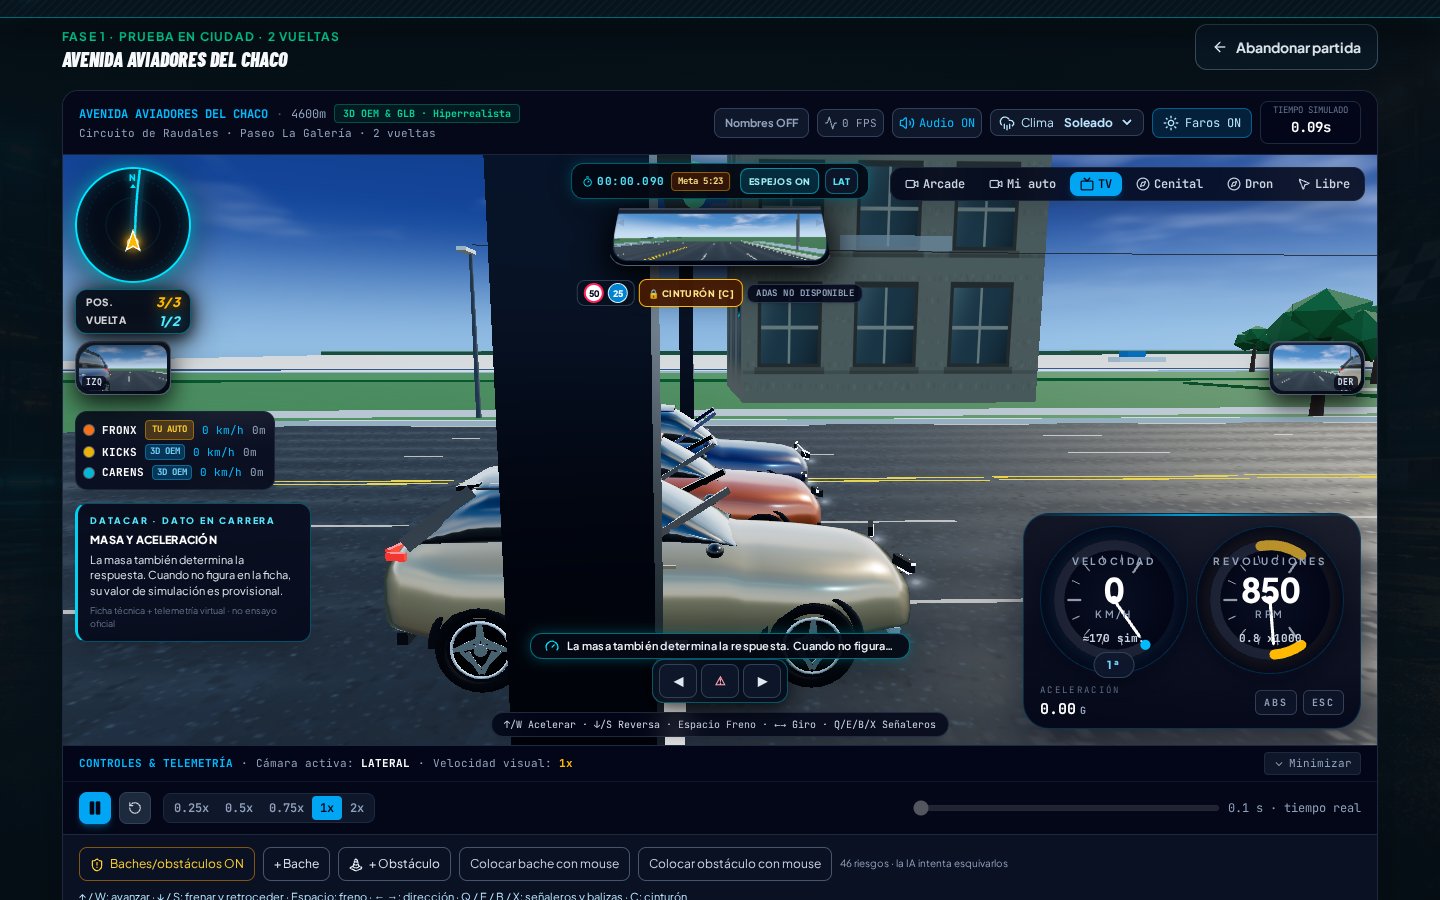 FASE 1 · PRUEBA EN CIUDAD · 2 VUELTAS
AVENIDA AVIADORES DEL CHACO
← Abandonar partida
AVENIDA AVIADORES DEL CHACO · 4600m 3D OEM & GLB · Hiperrealista
Circuito de Raudales · Paseo La Galería · 2 vueltas
Nombres OFF
0 FPS
Audio ON
Clima Soleado
Faros ON
TIEMPO SIMULADO
0.09s
N
00:00.090 Meta 5:23 ESPEJOS ON LAT
Arcade Mi auto TV Cenital Dron Libre
50 25 CINTURÓN [C] ADAS NO DISPONIBLE
POS. 3/3
VUELTA 1/2
IZQ
DER
FRONX TU AUTO 0 km/h 0m
KICKS 3D OEM 0 km/h 0m
CARENS 3D OEM 0 km/h 0m
DATACAR · DATO EN CARRERA
MASA Y ACELERACIÓN
La masa también determina la
respuesta. Cuando no figura en la ficha,
su valor de simulación es provisional.
Ficha técnica + telemetría virtual · no ensayo
oficial
VELOCIDAD
0
KM/H
≈170 sim.
1ª
REVOLUCIONES
850
RPM
0.8 x1000
ACELERACIÓN
0.00 G
ABS ESC
La masa también determina la respuesta. Cuando no figura…
◀ ⚠ ▶
↑/W Acelerar · ↓/S Reversa · Espacio Freno · ←→ Giro · Q/E/B/X Señaleros
CONTROLES & TELEMETRÍA · Cámara activa: LATERAL · Velocidad visual: 1x
Minimizar
0.25x 0.5x 0.75x 1x 2x
0.1 s · tiempo real
Baches/obstáculos ON
+ Bache
+ Obstáculo
Colocar bache con mouse
Colocar obstáculo con mouse
46 riesgos · la IA intenta esquivarlos
↑ / W: avanzar · ↓ / S: frenar y retroceder · Espacio: freno · ← →: dirección · Q / E / B / X: señaleros y balizas · C: cinturón